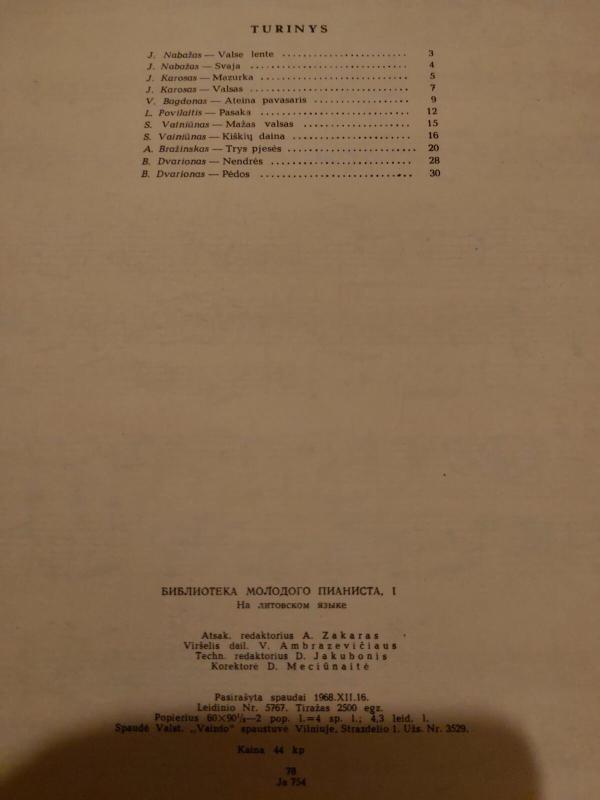 TURINYS
J. Nabažas — Valse lente 3
J. Nabažas — Svaja 4
J. Karosas — Mazurka 5
J. Karosas — Valsas 7
V. Bagdonas — Ateina pavasaris 9
L. Povilaitis — Pasaka 12
S. Vainiūnas — Mažas valsas 15
S. Vainiūnas — Kiškių daina 16
A. Bražinskas — Trys pjesės 20
B. Dvarionas — Nendrės 28
B. Dvarionas — Pėdos 30
БИБЛИОТЕКА МОЛОДОГО ПИАНИСТА, I
На литовском языке
Atsak. redaktorius A. Zakaras
Viršelis dail. V. Ambrazevičiaus
Techn. redaktorius D. Jakubonis
Korektorė D. Meciūnaitė
Pasirašyta spaudai 1968.XII.16.
Leidinio Nr. 5767. Tiražas 2500 egz.
Popierius 60×90⅛—2 pop. l.=4 sp. l.; 4,3 leid. l.
Spaudė Valst. „Vaizdo" spaustuvė Vilniuje, Strazdelio 1. Užs. Nr. 3529.
Kaina 44 kp
78
Ja 754